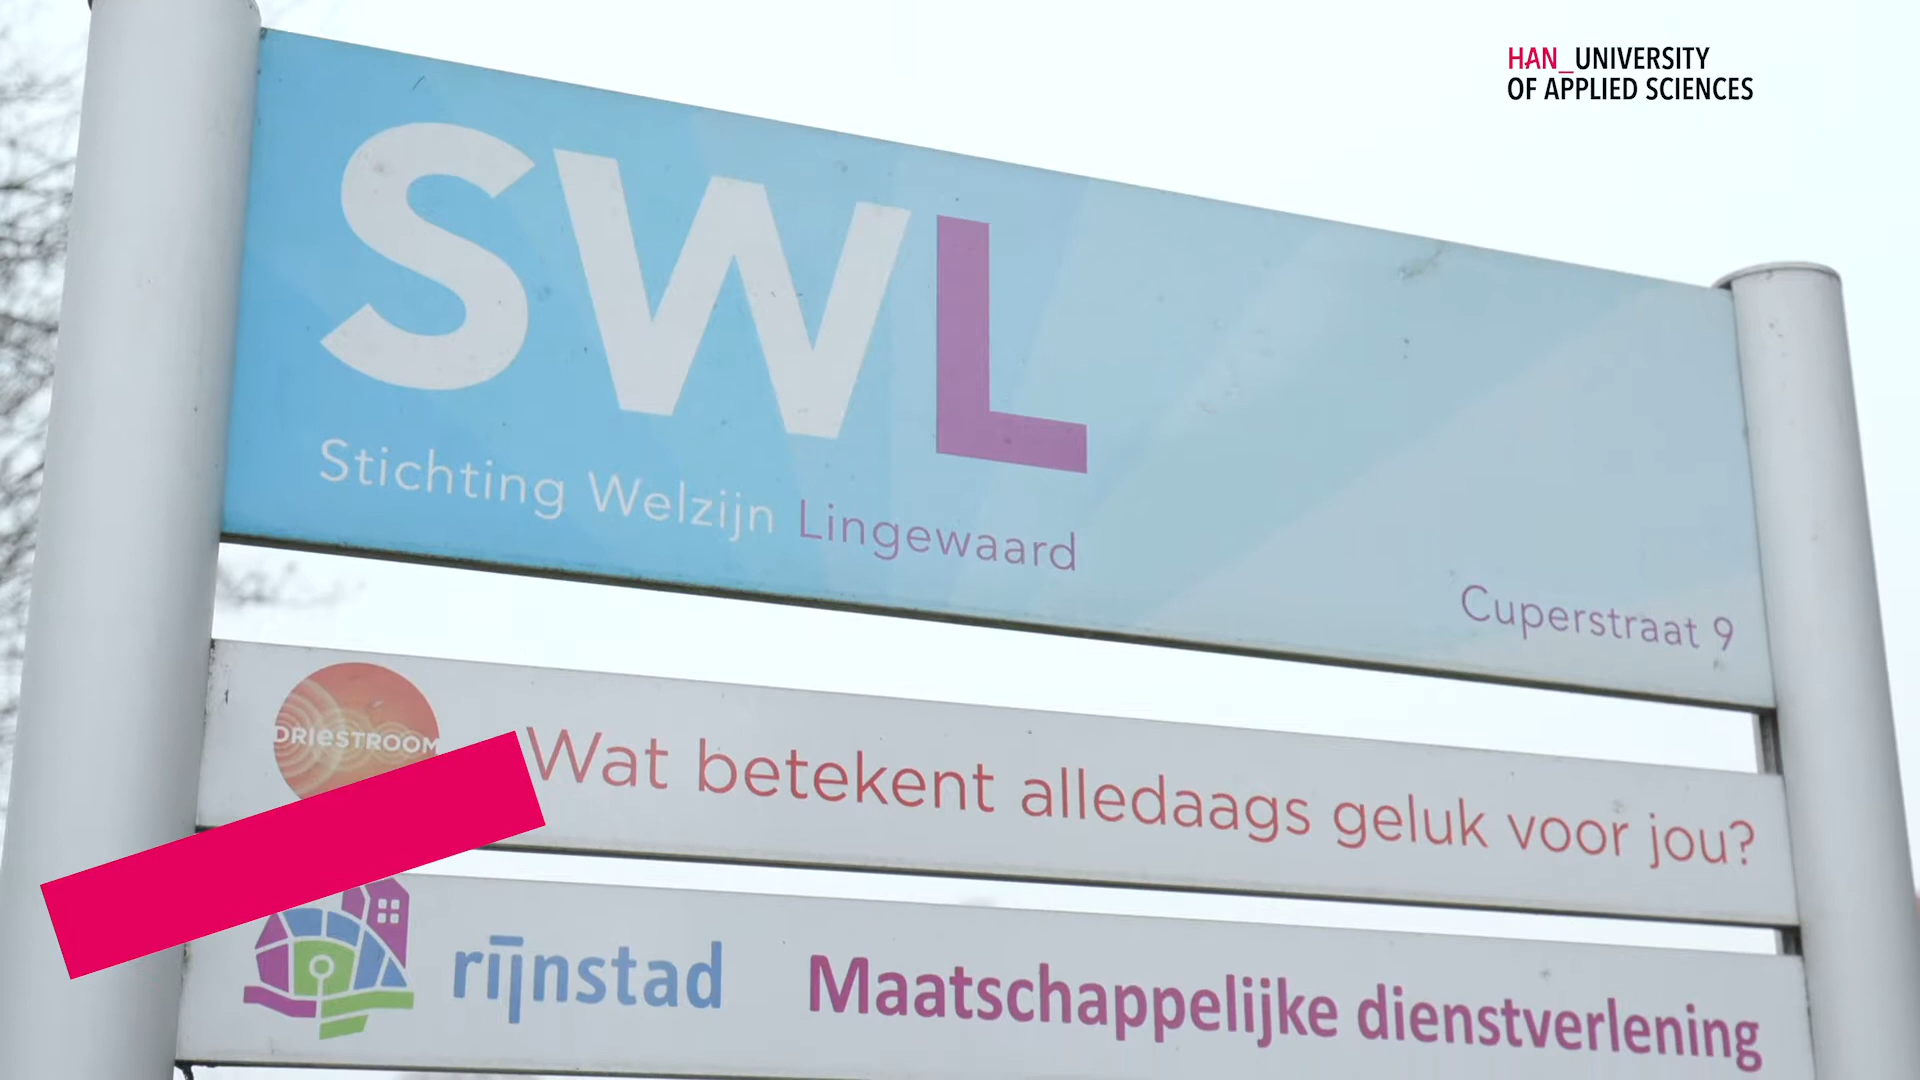 HAN_UNIVERSITY
OF APPLIED SCIENCES
SWL
Stichting Welzijn Lingewaard
Cuperstraat 9
DRIeSTROOM
Wat betekent alledaags geluk voor jou?
rijnstad
Maatschappelijke dienstverlening